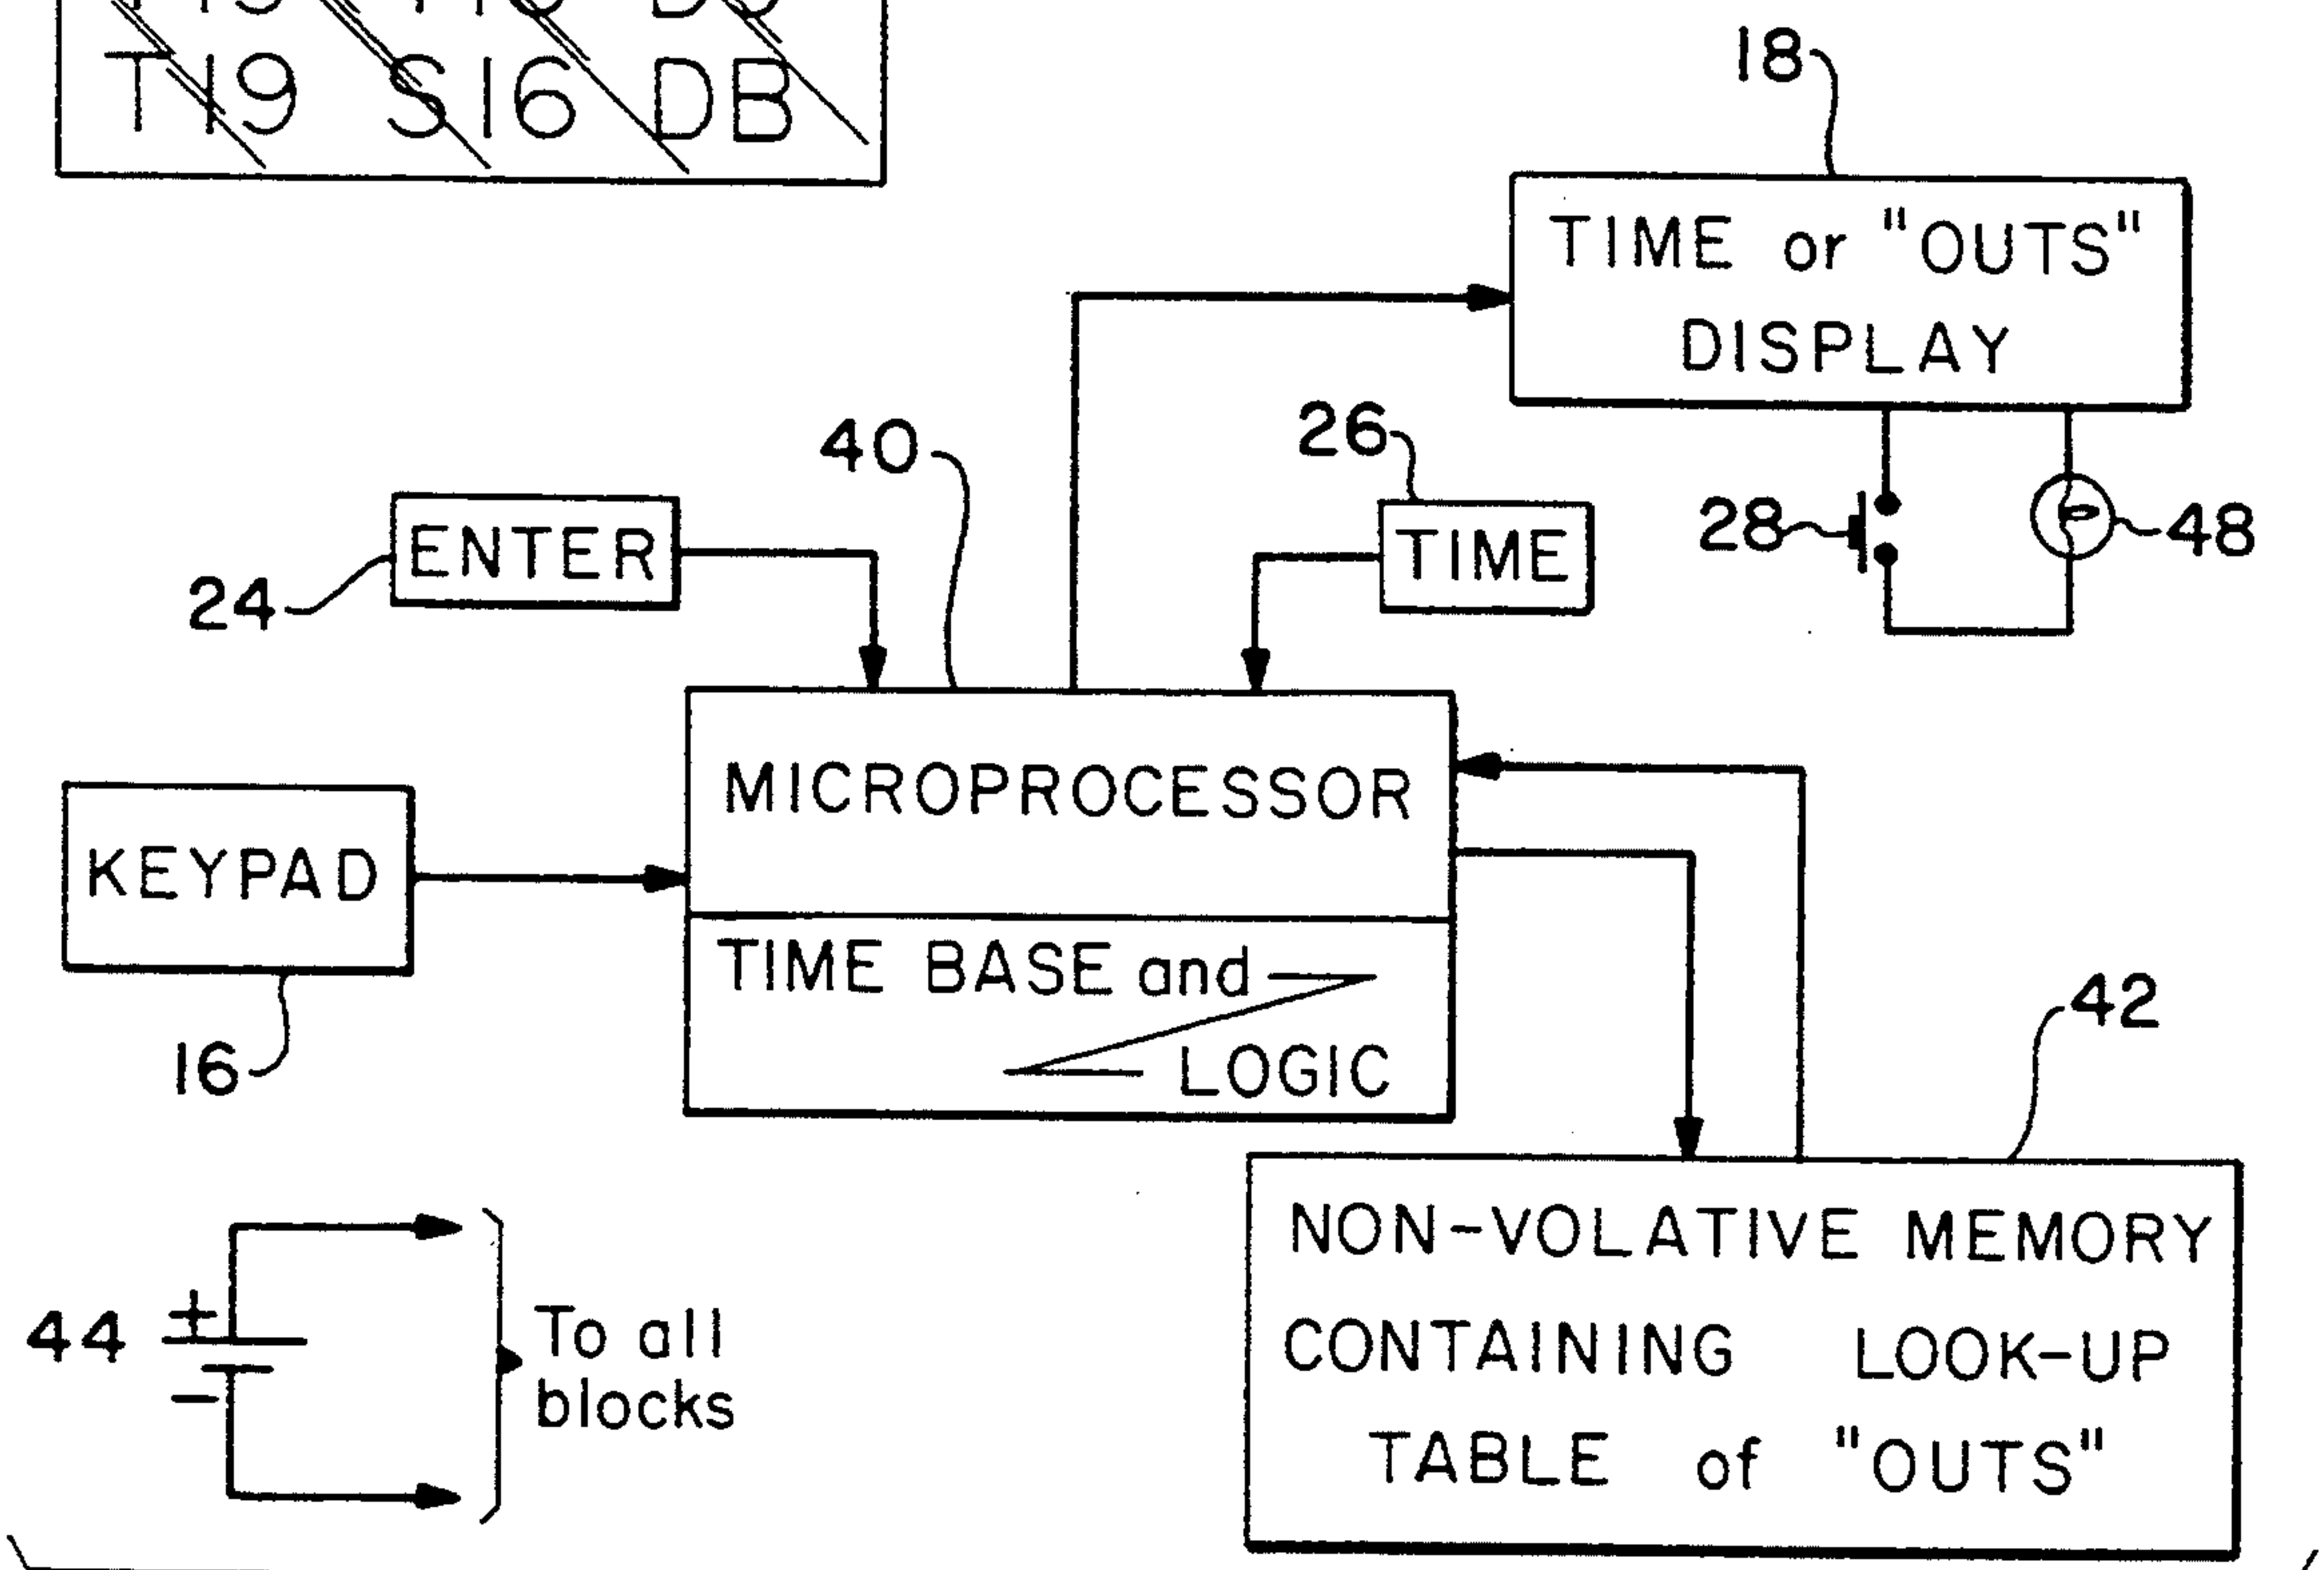 T19 S16 DB
18
TIME or "OUTS"
DISPLAY
40
26
ENTER
TIME
28
48
24
MICROPROCESSOR
KEYPAD
TIME BASE and
LOGIC
16
42
NON-VOLATIVE MEMORY
CONTAINING LOOK-UP
TABLE of "OUTS"
44
+
-
To all
blocks